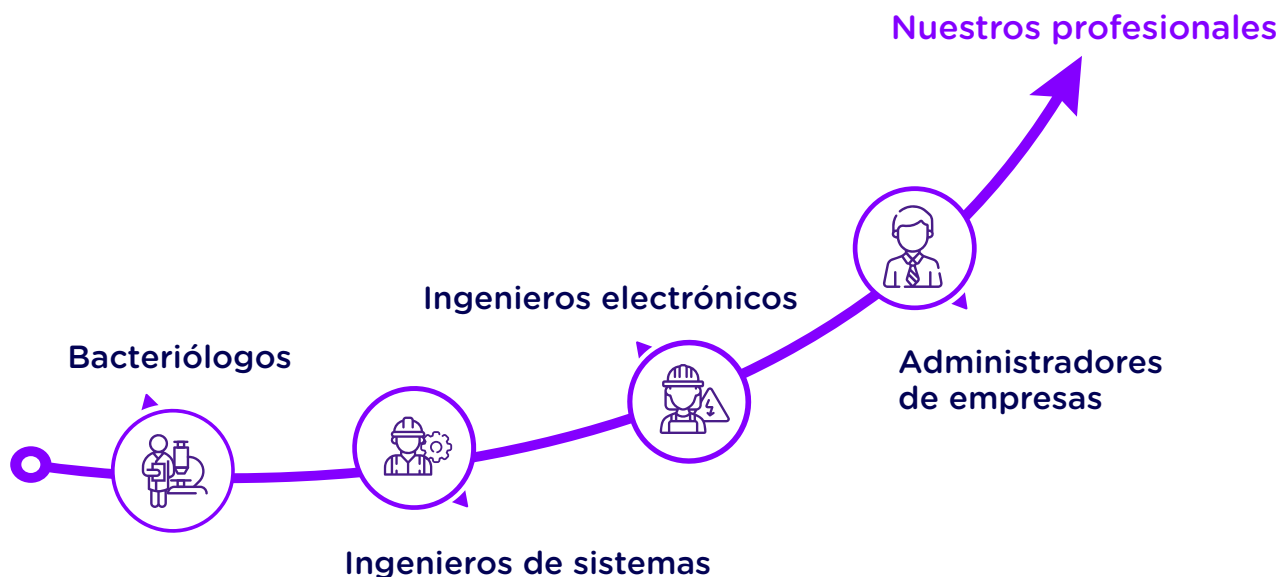 Nuestros profesionales
Ingenieros electrónicos
Bacteriólogos
Administradores
de empresas
Ingenieros de sistemas